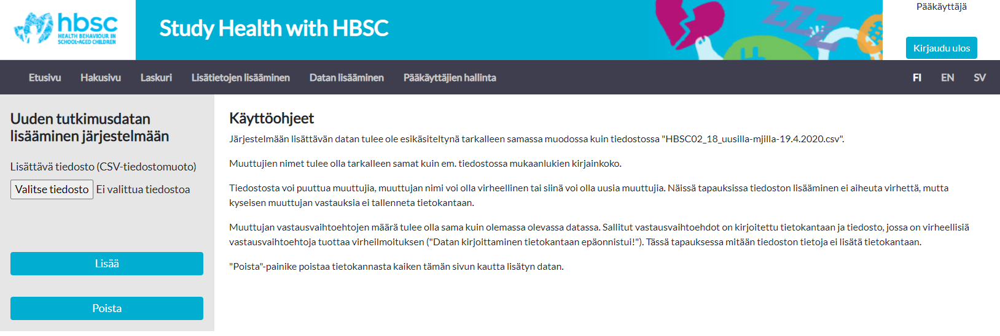 hbsc
HEALTH BEHAVIOUR IN
SCHOOL-AGED CHILDREN
Study Health with HBSC
ZZZ
Pääkäyttäjä
Kirjaudu ulos
Etusivu Hakusivu Laskuri Lisätietojen lisääminen Datan lisääminen Pääkäyttäjien hallinta FI EN SV
Uuden tutkimusdatan
lisääminen järjestelmään
Lisättävä tiedosto (CSV-tiedostomuoto)
Valitse tiedosto Ei valittua tiedostoa
Lisää
Poista
Käyttöohjeet
Järjestelmään lisättävän datan tulee ole esikäsiteltynä tarkalleen samassa muodossa kuin tiedostossa "HBSC02_18_uusilla-mjilla-19.4.2020.csv".
Muuttujien nimet tulee olla tarkalleen samat kuin em. tiedostossa mukaanlukien kirjainkoko.
Tiedostosta voi puuttua muuttujia, muuttujan nimi voi olla virheellinen tai siinä voi olla uusia muuttujia. Näissä tapauksissa tiedoston lisääminen ei aiheuta virhettä, mutta
kyseisen muuttujan vastauksia ei tallenneta tietokantaan.
Muuttujan vastausvaihtoehtojen määrä tulee olla sama kuin olemassa olevassa datassa. Sallitut vastausvaihtoehdot on kirjoitettu tietokantaan ja tiedosto, jossa on virheellisiä
vastausvaihtoehtoja tuottaa virheilmoituksen ("Datan kirjoittaminen tietokantaan epäonnistui!"). Tässä tapauksessa mitään tiedoston tietoja ei lisätä tietokantaan.
"Poista"-painike poistaa tietokannasta kaiken tämän sivun kautta lisätyn datan.